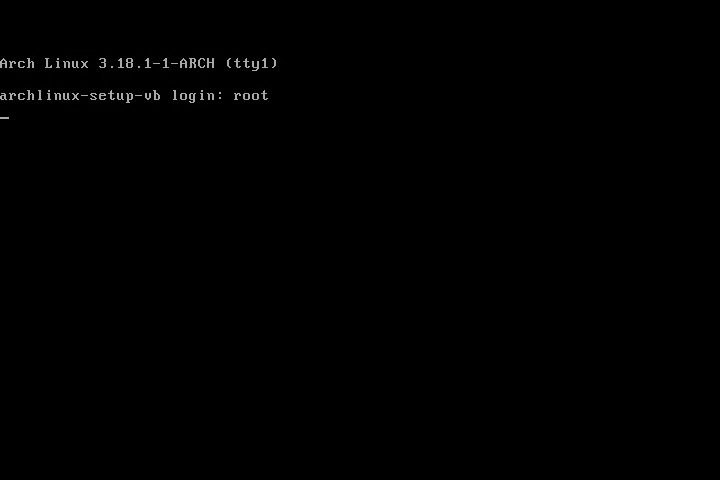 Arch Linux 3.18.1-1-ARCH (tty1)
archlinux-setup-vb login: root